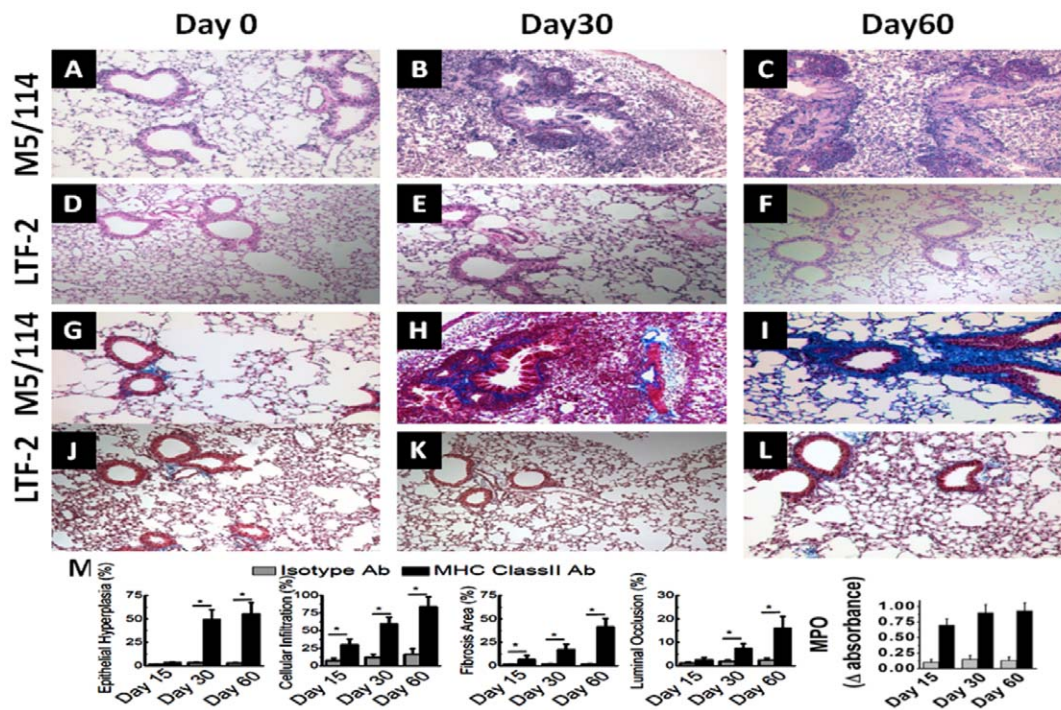 Day 0 Day30 Day60
M5/114 A B C
LTF-2 D E F
M5/114 G H I
LTF-2 J K L
M
Isotype Ab MHC ClassII Ab
Epithelial Hyperplasia (%)
75
50
25
0
*
*
Day 15 Day 30 Day 60
Cellular Infiltration (%)
100
75
50
25
0
*
*
*
Day 15 Day 30 Day 60
Fibrosis Area (%)
75
50
25
0
*
*
*
Day 15 Day 30 Day 60
Luminal Occlusion (%)
50
25
0
*
*
Day 15 Day 30 Day 60
MPO
(Δ absorbance)
1.00
0.75
0.50
0.25
0.00
Day 15 Day 30 Day 60